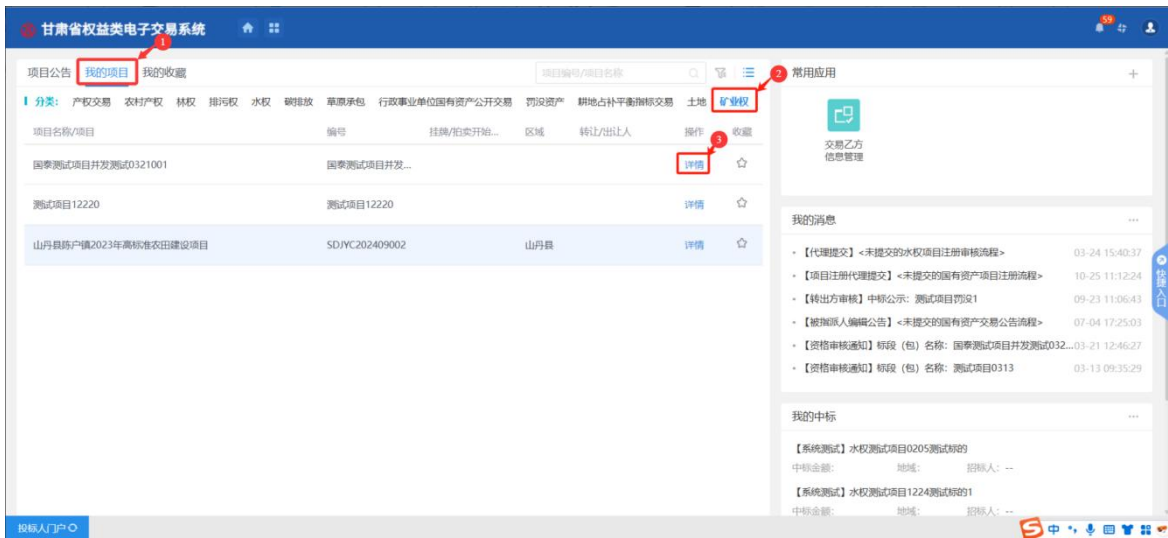 甘肃省权益类电子交易系统
59
1
项目公告 我的项目 我的收藏
项目编号/项目名称
2
常用应用
分类： 产权交易 农村产权 林权 排污权 水权 碳排放 草原承包 行政事业单位国有资产公开交易 罚没资产 耕地占补平衡指标交易 土地 矿业权
项目名称/项目 编号 挂牌/拍卖开始... 区域 转让/出让人 操作 收藏
3
国泰测试项目并发测试0321001 国泰测试项目并发... 详情
测试项目12220 测试项目12220 详情
山丹县陈户镇2023年高标准农田建设项目 SDJYC202409002 山丹县 详情
交易乙方
信息管理
我的消息
【代理提交】<未提交的水权项目注册审核流程> 03-24 15:40:37
【项目注册代理提交】<未提交的国有资产项目注册流程> 10-25 11:12:24
【转出方审核】中标公示：测试项目罚没1 09-23 11:06:43
【被指派人编辑公告】<未提交的国有资产交易公告流程> 07-04 17:25:03
【资格审核通知】标段（包）名称：国泰测试项目并发测试032... 03-21 12:46:27
【资格审核通知】标段（包）名称：测试项目0313 03-13 09:35:29
快捷入口
我的中标
【系统测试】水权测试项目0205测试标的
中标金额： 地域： 招标人：--
【系统测试】水权测试项目1224测试标的1
中标金额： 地域： 招标人：--
投标人门户
S 中